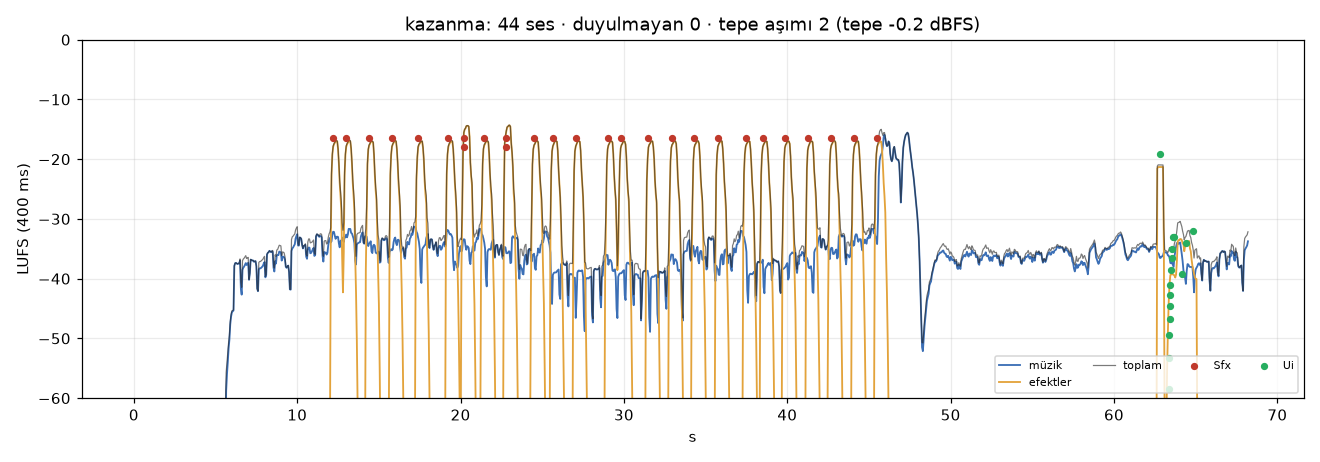 kazanma: 44 ses · duyulmayan 0 · tepe aşımı 2 (tepe -0.2 dBFS)
0
−10
−20
−30
−40
−50
−60
LUFS (400 ms)
müzik
efektler
toplam
Sfx
Ui
0
10
20
30
40
50
60
70
s